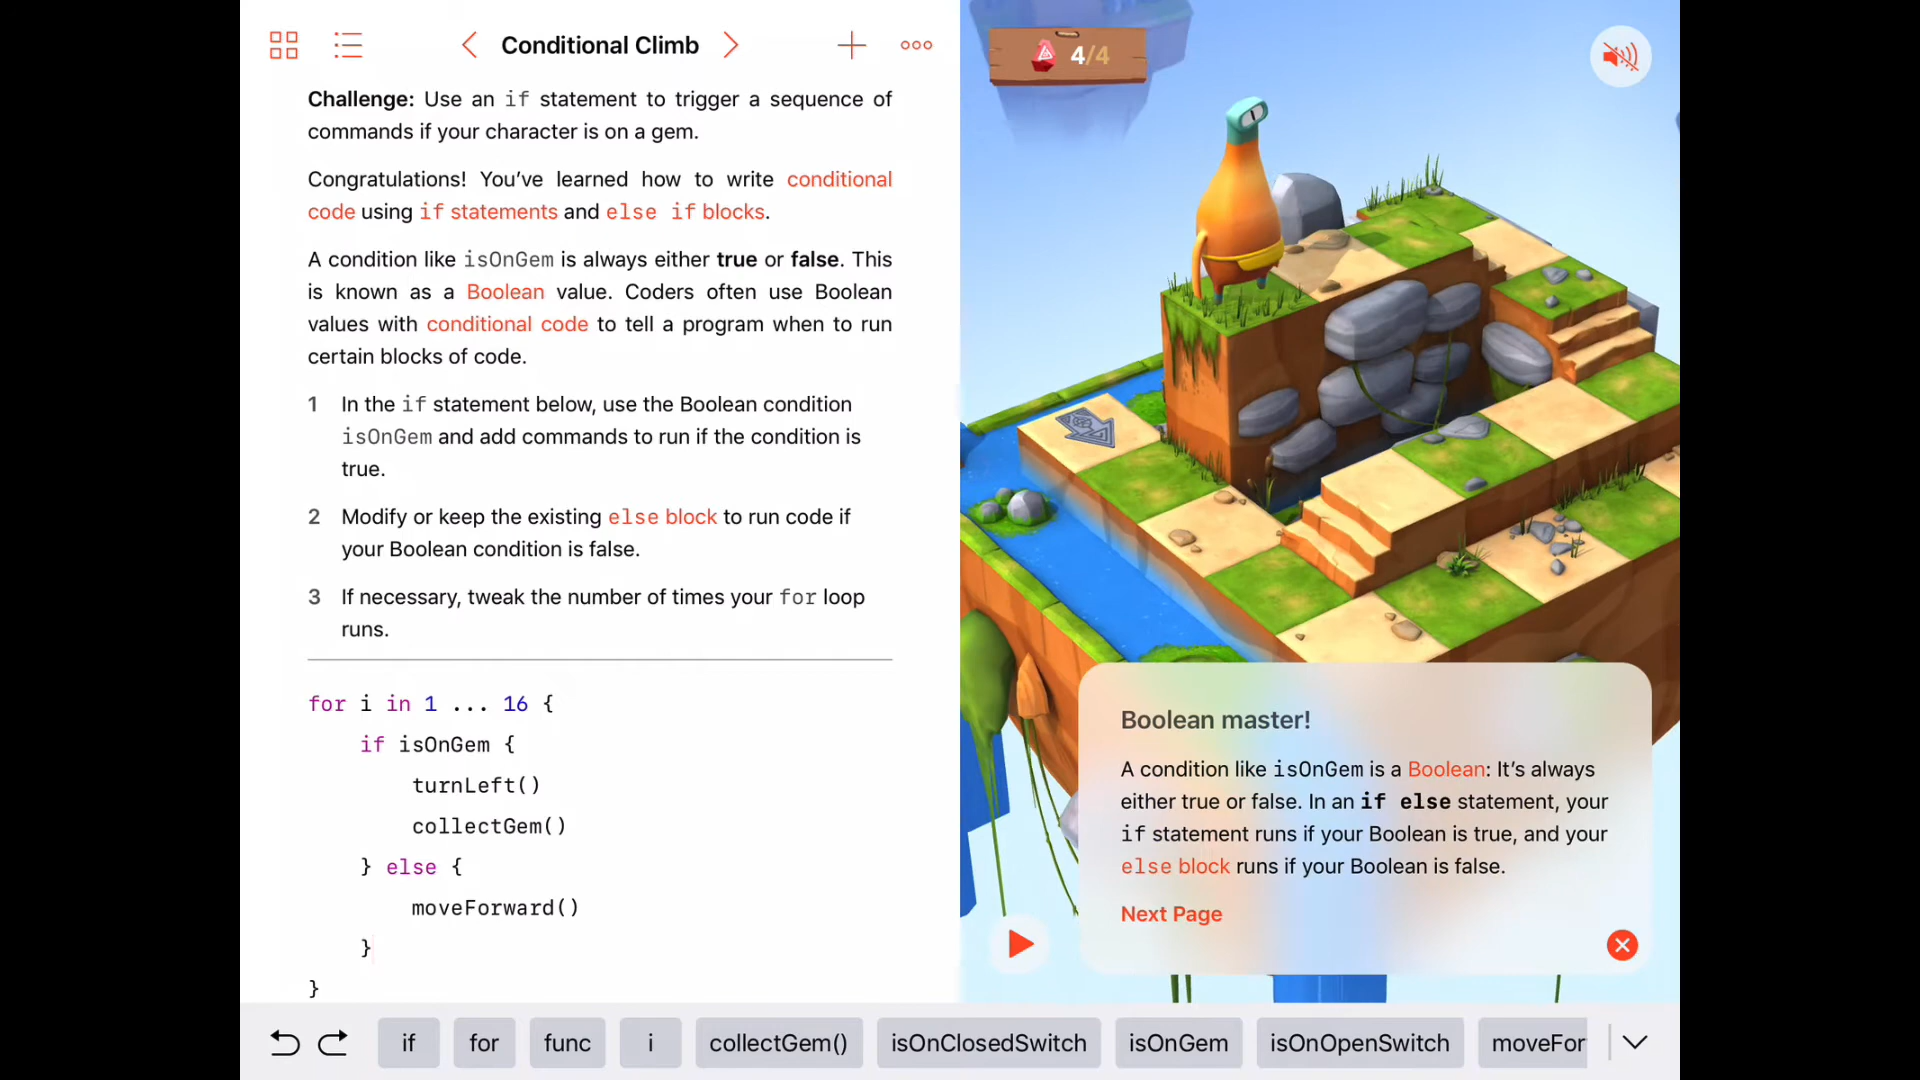 Conditional Climb
Challenge: Use an if statement to trigger a sequence of
commands if your character is on a gem.
Congratulations! You’ve learned how to write conditional
code using if statements and else if blocks.
A condition like isOnGem is always either true or false. This
is known as a Boolean value. Coders often use Boolean
values with conditional code to tell a program when to run
certain blocks of code.
1 In the if statement below, use the Boolean condition
isOnGem and add commands to run if the condition is
true.
2 Modify or keep the existing else block to run code if
your Boolean condition is false.
3 If necessary, tweak the number of times your for loop
runs.
for i in 1 ... 16 {
if isOnGem {
turnLeft()
collectGem()
} else {
moveForward()
}
}
4/4
Boolean master!
A condition like isOnGem is a Boolean: It’s always
either true or false. In an if else statement, your
if statement runs if your Boolean is true, and your
else block runs if your Boolean is false.
Next Page
if for func i collectGem() isOnClosedSwitch isOnGem isOnOpenSwitch moveFor